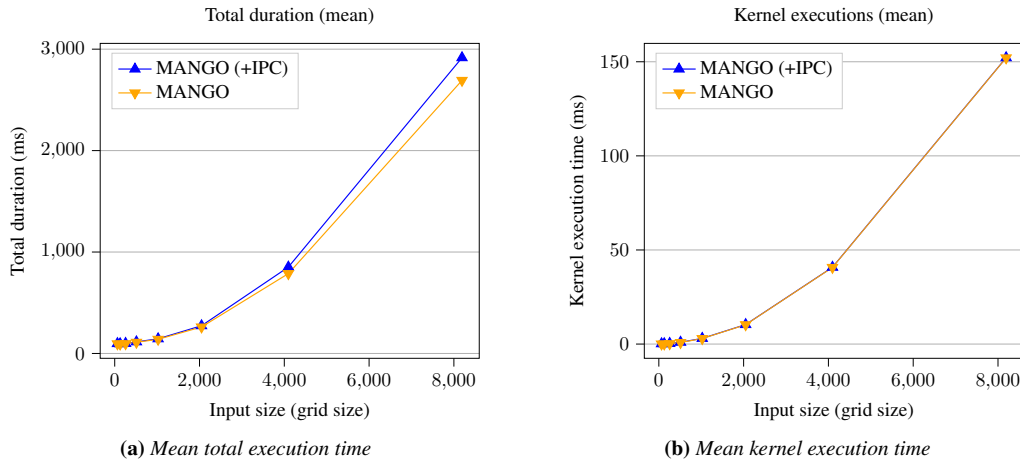 Total duration (mean)
3,000
2,000
1,000
0
Total duration (ms)
MANGO (+IPC)
MANGO
0
2,000
4,000
6,000
8,000
Input size (grid size)
(a) Mean total execution time
Kernel executions (mean)
150
100
50
0
Kernel execution time (ms)
MANGO (+IPC)
MANGO
0
2,000
4,000
6,000
8,000
Input size (grid size)
(b) Mean kernel execution time